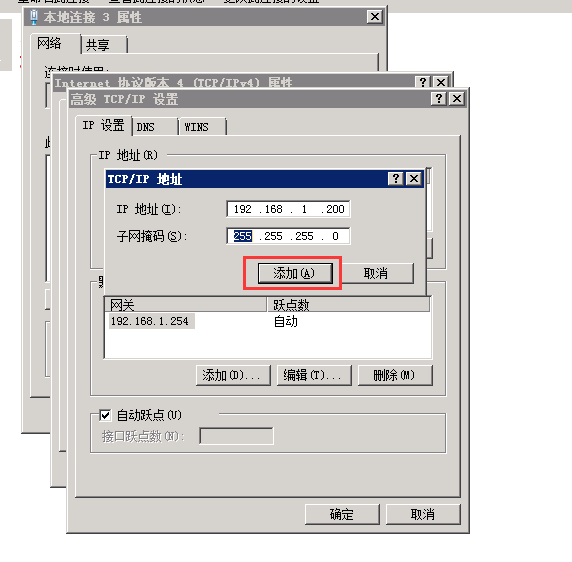 本地连接 3 属性
网络
共享
连接时使用:
Internet 协议版本 4 (TCP/IPv4) 属性
高级 TCP/IP 设置
IP 设置
DNS
WINS
IP 地址(R)
TCP/IP 地址
IP 地址(I):
192 .168 . 1 .200
子网掩码(S):
255 .255 .255 . 0
添加(A)
取消
网关
跃点数
192.168.1.254
自动
添加(D)...
编辑(T)...
删除(M)
自动跃点(U)
接口跃点数(N):
确定
取消